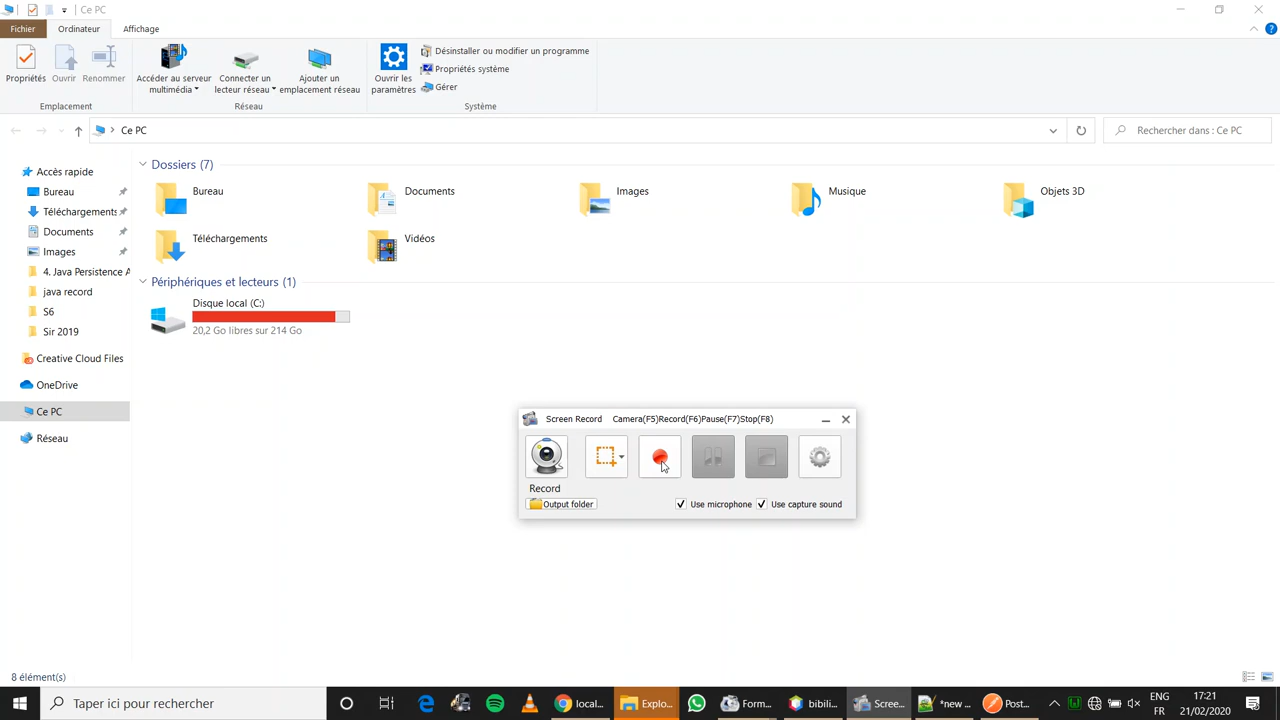 Ce PC
Fichier
Ordinateur
Affichage
Propriétés
Ouvrir
Renommer
Accéder au serveur
multimédia
Connecter un
lecteur réseau
Ajouter un
emplacement réseau
Ouvrir les
paramètres
Désinstaller ou modifier un programme
Propriétés système
Gérer
Emplacement
Réseau
Système
Ce PC
Rechercher dans : Ce PC
Accès rapide
Bureau
Téléchargements
Documents
Images
4. Java Persistence A
java record
S6
Sir 2019
Creative Cloud Files
OneDrive
Ce PC
Réseau
Dossiers (7)
Bureau
Documents
Images
Musique
Objets 3D
Téléchargements
Vidéos
Périphériques et lecteurs (1)
Disque local (C:)
20,2 Go libres sur 214 Go
Screen Record Camera(F5)Record(F6)Pause(F7)Stop(F8)
Record
Output folder
Use microphone
Use capture sound
8 élément(s)
Taper ici pour rechercher
local...
Explo...
Form...
bibili...
Scree...
*new ...
Post...
ENG
FR
17:21
21/02/2020